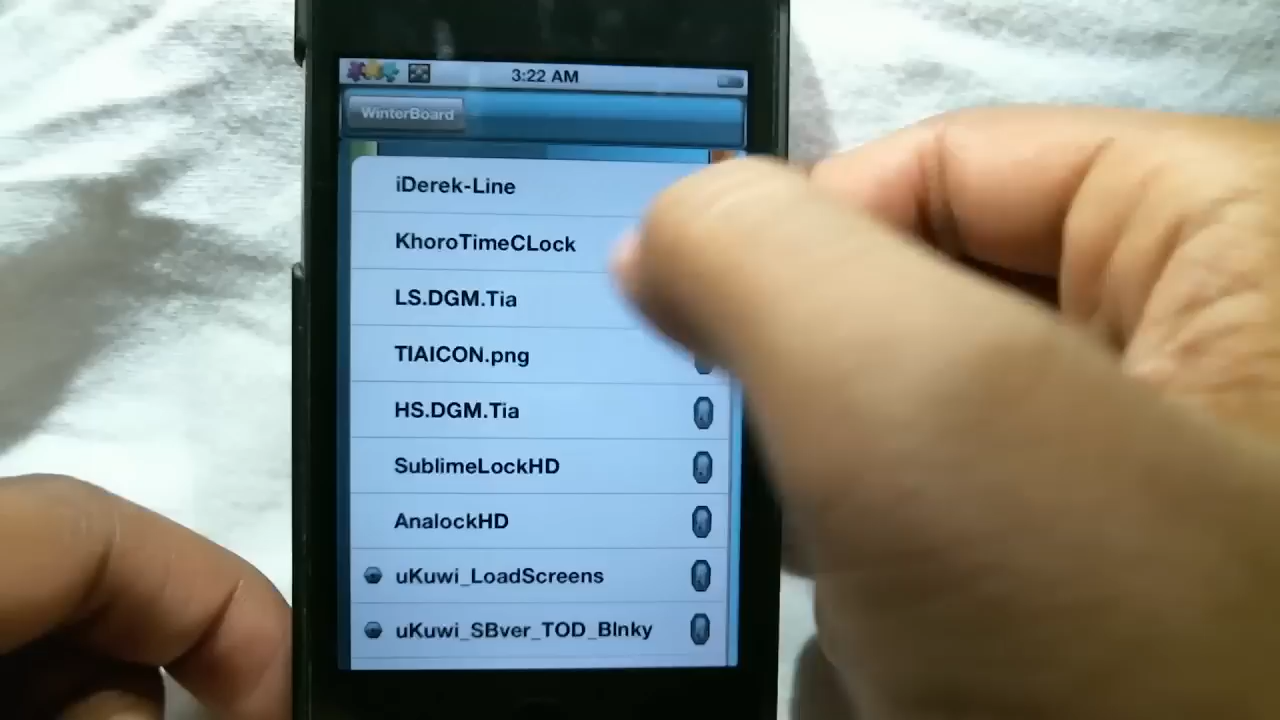 3:22 AM
WinterBoard
iDerek-Line
KhoroTimeCLock
LS.DGM.Tia
TIAICON.png
HS.DGM.Tia
SublimeLockHD
AnalockHD
uKuwi_LoadScreens
uKuwi_SBver_TOD_Blnky